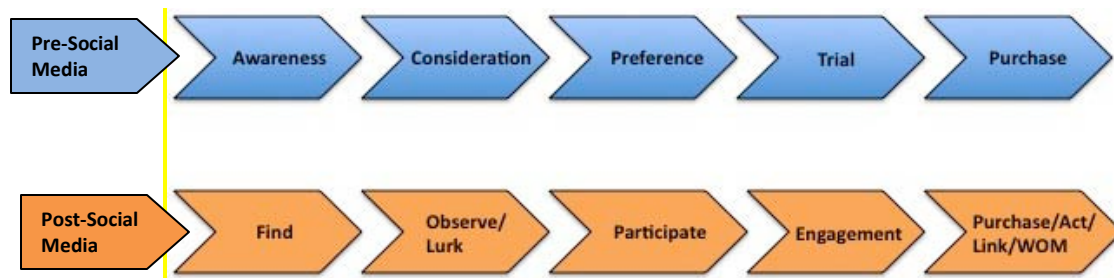 Pre-Social
Media
Awareness
Consideration
Preference
Trial
Purchase
Post-Social
Media
Find
Observe/
Lurk
Participate
Engagement
Purchase/Act/
Link/WOM